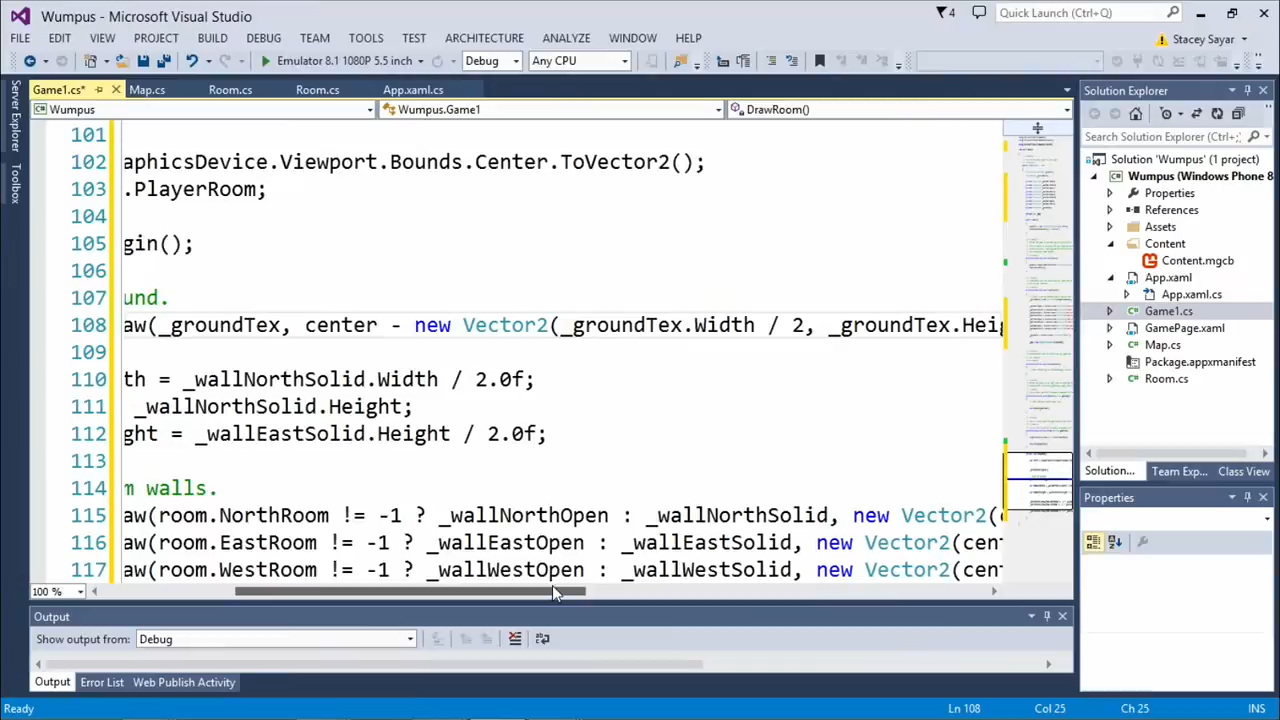 Wumpus - Microsoft Visual Studio
4
Quick Launch (Ctrl+Q)
FILE EDIT VIEW PROJECT BUILD DEBUG TEAM TOOLS TEST ARCHITECTURE ANALYZE WINDOW HELP
Stacey Sayar
Emulator 8.1 1080P 5.5 inch Debug Any CPU
Server Explorer
Toolbox
Game1.cs* Map.cs Room.cs Room.cs App.xaml.cs
Wumpus Wumpus.Game1 DrawRoom()
101
102 aphicsDevice.Viewport.Bounds.Center.ToVector2();
103 .PlayerRoom;
104
105 gin();
106
107 und.
108 aw(_groundTex, center - new Vector2(_groundTex.Width 2, _groundTex.Heig
109
110 th = _wallNorthSolid.Width / 2.0f;
111 _wallNorthSolid.Height;
112 ght = _wallEastSolid.Height / 2.0f;
113
114 m walls.
115 aw(room.NorthRoom != -1 ? _wallNorthOpen : _wallNorthSolid, new Vector2(c
116 aw(room.EastRoom != -1 ? _wallEastOpen : _wallEastSolid, new Vector2(cent
117 aw(room.WestRoom != -1 ? _wallWestOpen : _wallWestSolid, new Vector2(cent
100 %
Solution Explorer
Search Solution Explorer (Ctrl+
Solution 'Wumpus' (1 project)
Wumpus (Windows Phone 8
Properties
References
Assets
Content
Content.mgcb
App.xaml
App.xam
Game1.cs
GamePage.xaml
Map.cs
Package.appxmanifest
Room.cs
Solution... Team Exp... Class View
Properties
Output
Show output from: Debug
Output Error List Web Publish Activity
Ready Ln 108 Col 25 Ch 25 INS